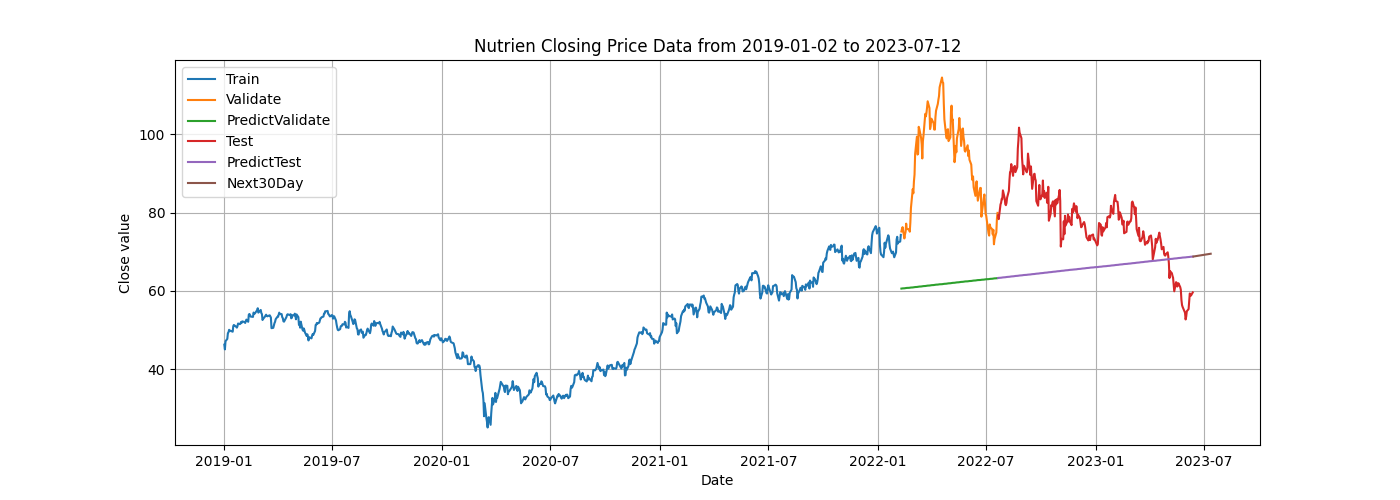 Nutrien Closing Price Data from 2019-01-02 to 2023-07-12
Train
Validate
PredictValidate
Test
PredictTest
Next30Day
Close value
100
80
60
40
2019-01 2019-07 2020-01 2020-07 2021-01 2021-07 2022-01 2022-07 2023-01 2023-07
Date